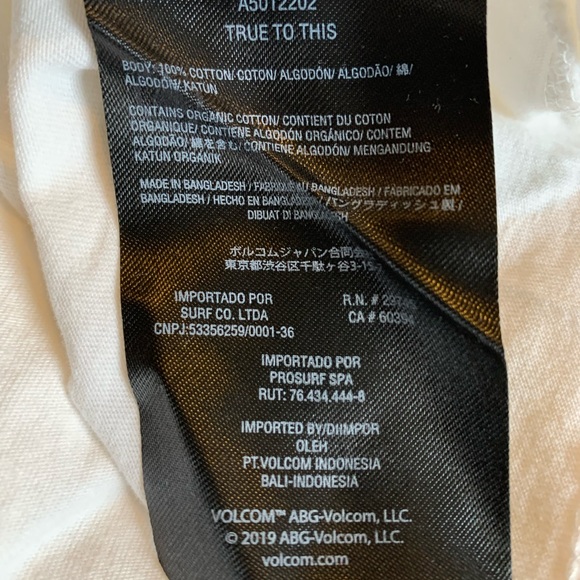 A5012202
TRUE TO THIS
BODY: 100% COTTON/ COTON/ ALGODÓN/ ALGODÃO/ 綿/
ALGODÓN/ KATUN
CONTAINS ORGANIC COTTON/ CONTIENT DU COTON
ORGANIQUE/ CONTIENE ALGODÓN ORGÁNICO/ CONTEM
ALGODÃO/ 綿を含む/ CONTIENE ALGODÓN/ MENGANDUNG
KATUN ORGANIK
MADE IN BANGLADESH / FABRIQUÉ AU BANGLADESH / FABRICADO EM
BANGLADESH / HECHO EN BANGLADESH / バングラディッシュ製 /
DIBUAT DI BANGLADESH
ボルコムジャパン合同会
東京都渋谷区千駄ヶ谷3-15
IMPORTADO POR
SURF CO. LTDA
CNPJ:53356259/0001-36
R.N. #
CA #
IMPORTADO POR
PROSURF SPA
RUT: 76.434.444-8
IMPORTED BY/DIIMPOR
OLEH
PT.VOLCOM INDONESIA
BALI-INDONESIA
VOLCOM™ ABG-Volcom, LLC.
© 2019 ABG-Volcom, LLC.
volcom.com